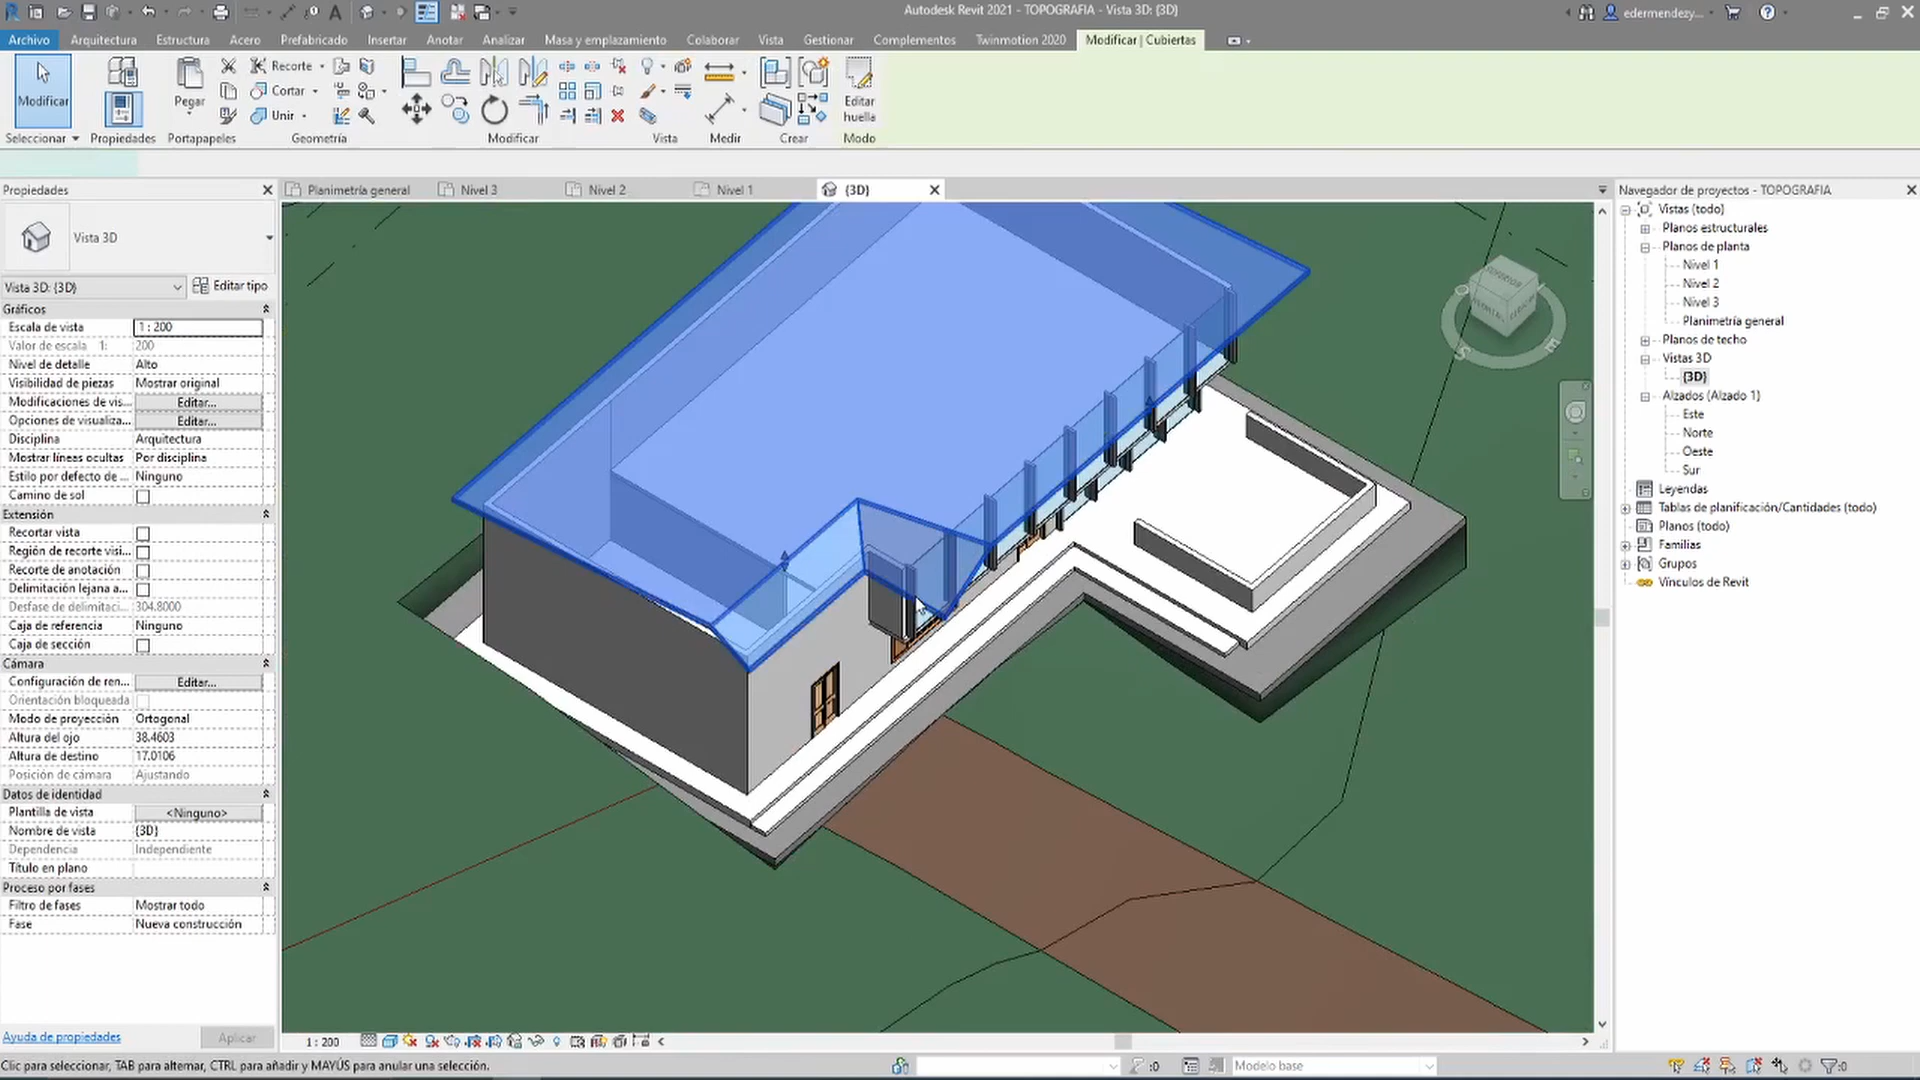 Autodesk Revit 2021 - TOPOGRAFIA - Vista 3D: {3D}
edermendezy...
Archivo
Arquitectura
Estructura
Acero
Prefabricado
Insertar
Anotar
Analizar
Masa y emplazamiento
Colaborar
Vista
Gestionar
Complementos
Twinmotion 2020
Modificar | Cubiertas
Modificar
Pegar
Recorte
Cortar
Unir
Editar
huella
Seleccionar
Propiedades
Portapapeles
Geometría
Modificar
Vista
Medir
Crear
Modo
Propiedades
Planimetría general
Nivel 3
Nivel 2
Nivel 1
{3D}
Navegador de proyectos - TOPOGRAFIA
Vista 3D
Vista 3D: {3D}
Editar tipo
Gráficos
Escala de vista
1 : 200
Valor de escala 1:
200
Nivel de detalle
Alto
Visibilidad de piezas
Mostrar original
Modificaciones de vis...
Editar...
Opciones de visualiza...
Editar...
Disciplina
Arquitectura
Mostrar líneas ocultas
Por disciplina
Estilo por defecto de ...
Ninguno
Camino de sol
Extensión
Recortar vista
Región de recorte visi...
Recorte de anotación
Delimitación lejana a...
Desfase de delimitaci...
304.8000
Caja de referencia
Ninguno
Caja de sección
Cámara
Configuración de ren...
Editar...
Orientación bloqueada
Modo de proyección
Ortogonal
Altura del ojo
38.4603
Altura de destino
17.0106
Posición de cámara
Ajustando
Datos de identidad
Plantilla de vista
<Ninguno>
Nombre de vista
{3D}
Dependencia
Independiente
Título en plano
Proceso por fases
Filtro de fases
Mostrar todo
Fase
Nueva construcción
Ayuda de propiedades
Aplicar
Vistas (todo)
Planos estructurales
Planos de planta
Nivel 1
Nivel 2
Nivel 3
Planimetría general
Planos de techo
Vistas 3D
{3D}
Alzados (Alzado 1)
Este
Norte
Oeste
Sur
Leyendas
Tablas de planificación/Cantidades (todo)
Planos (todo)
Familias
Grupos
Vínculos de Revit
S
E
1 : 200
Clic para seleccionar, TAB para alternar, CTRL para añadir y MAYÚS para anular una selección.
:0
Modelo base
:0